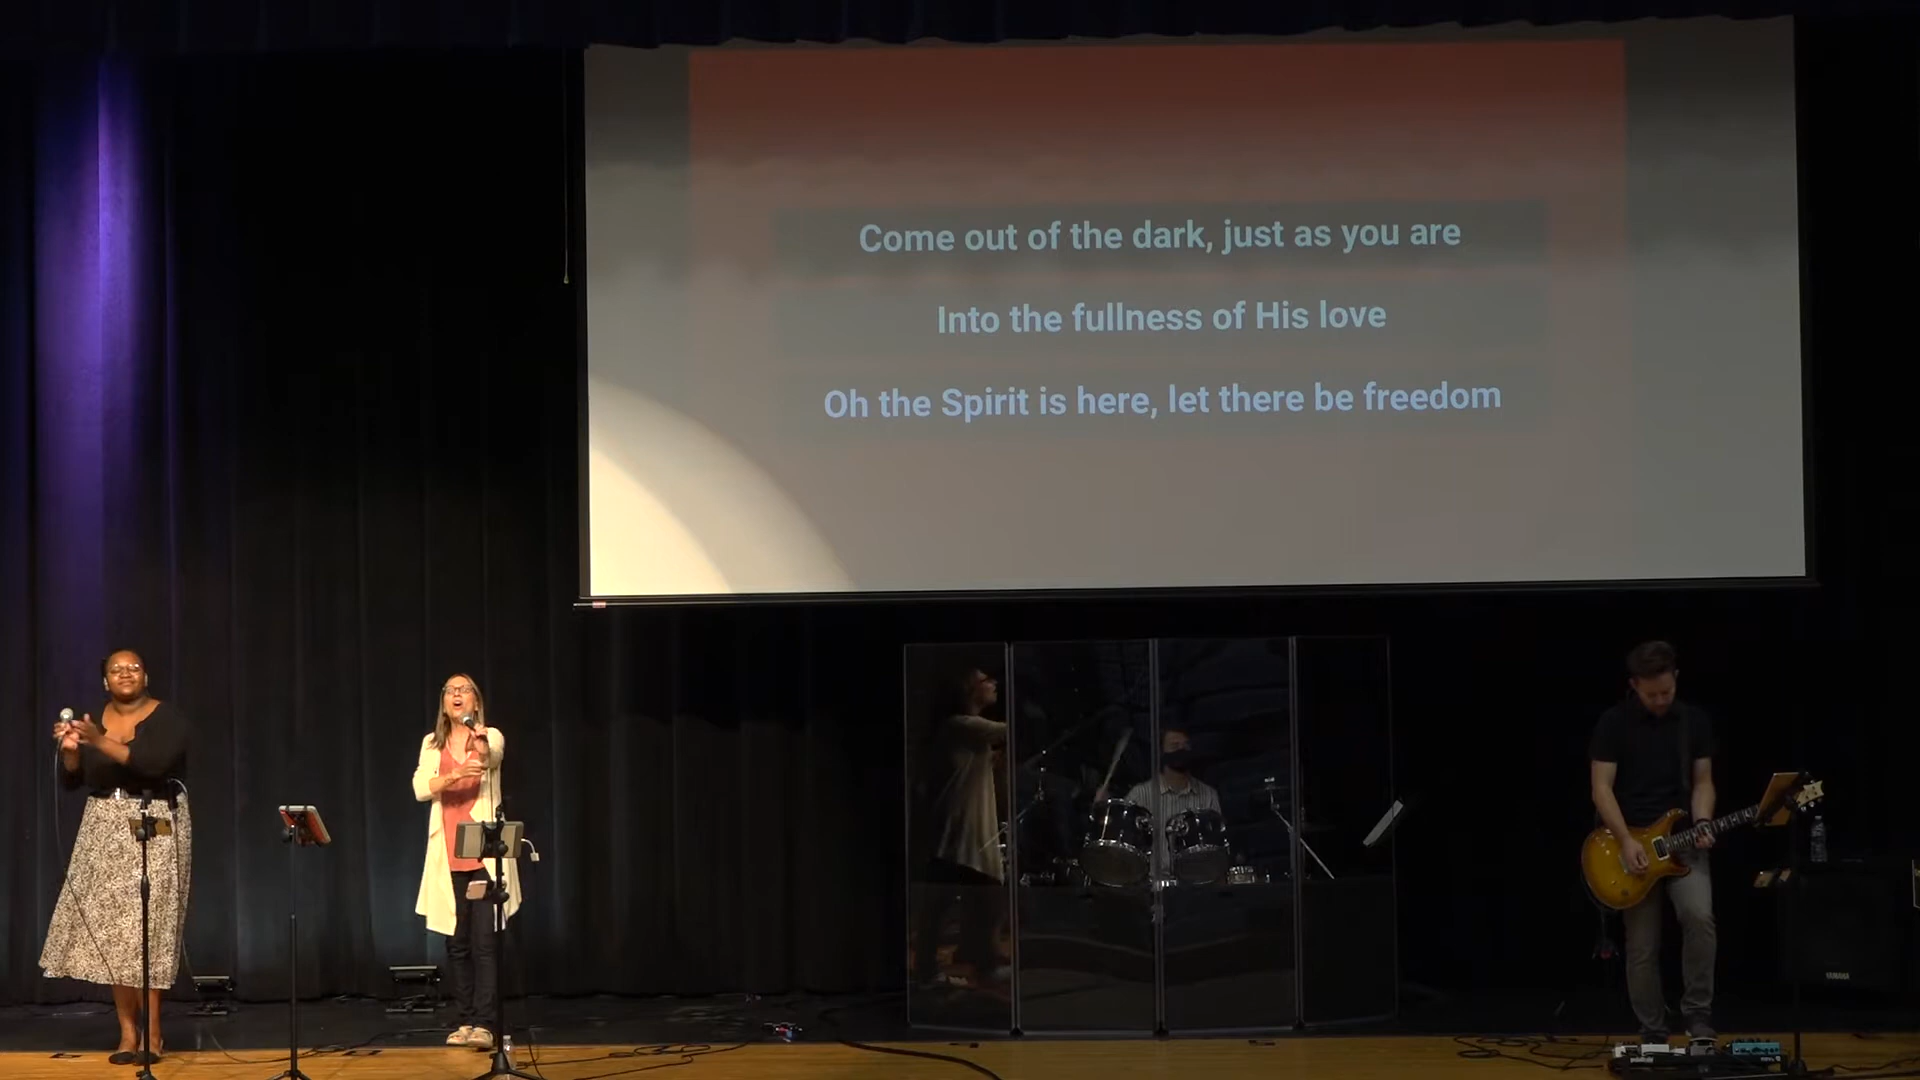 Come out of the dark, just as you are
Into the fullness of His love
Oh the Spirit is here, let there be freedom
YAMAHA